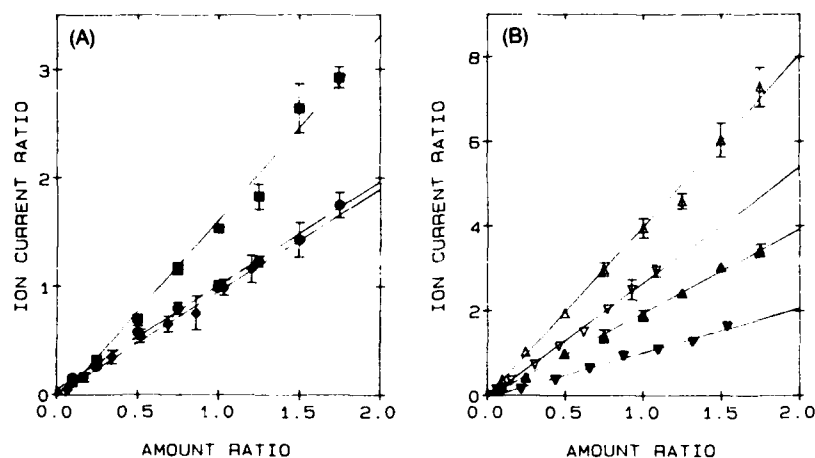 (A)
ION CURRENT RATIO
3
2
1
0
0.0 0.5 1.0 1.5 2.0
AMOUNT RATIO
(B)
ION CURRENT RATIO
8
6
4
2
0
0.0 0.5 1.0 1.5 2.0
AMOUNT RATIO